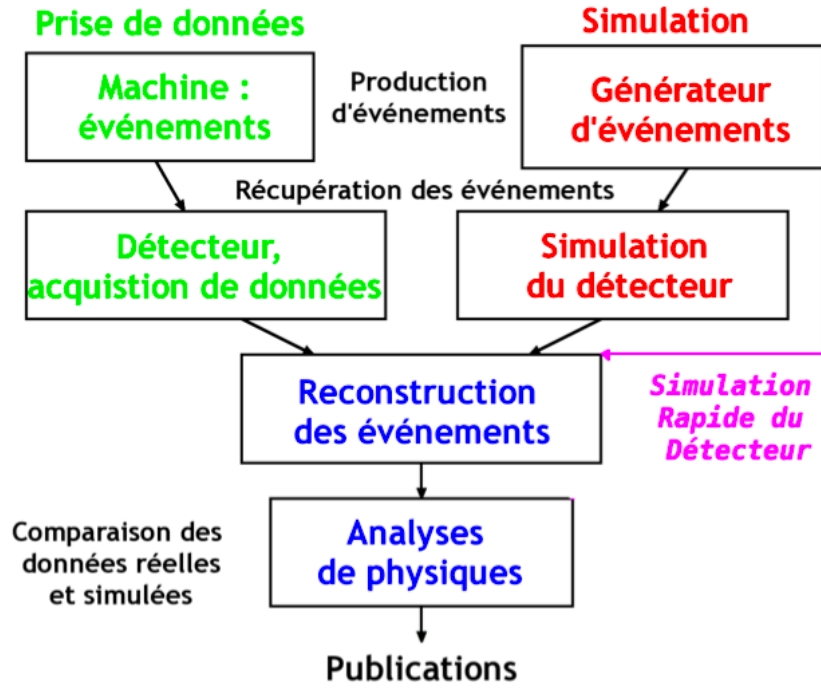 Prise de données
Simulation
Machine :
événements
Production
d'événements
Générateur
d'événements
Récupération des événements
Détecteur,
acquistion de données
Simulation
du détecteur
Reconstruction
des événements
Simulation
Rapide du
Détecteur
Comparaison des
données réelles
et simulées
Analyses
de physiques
Publications